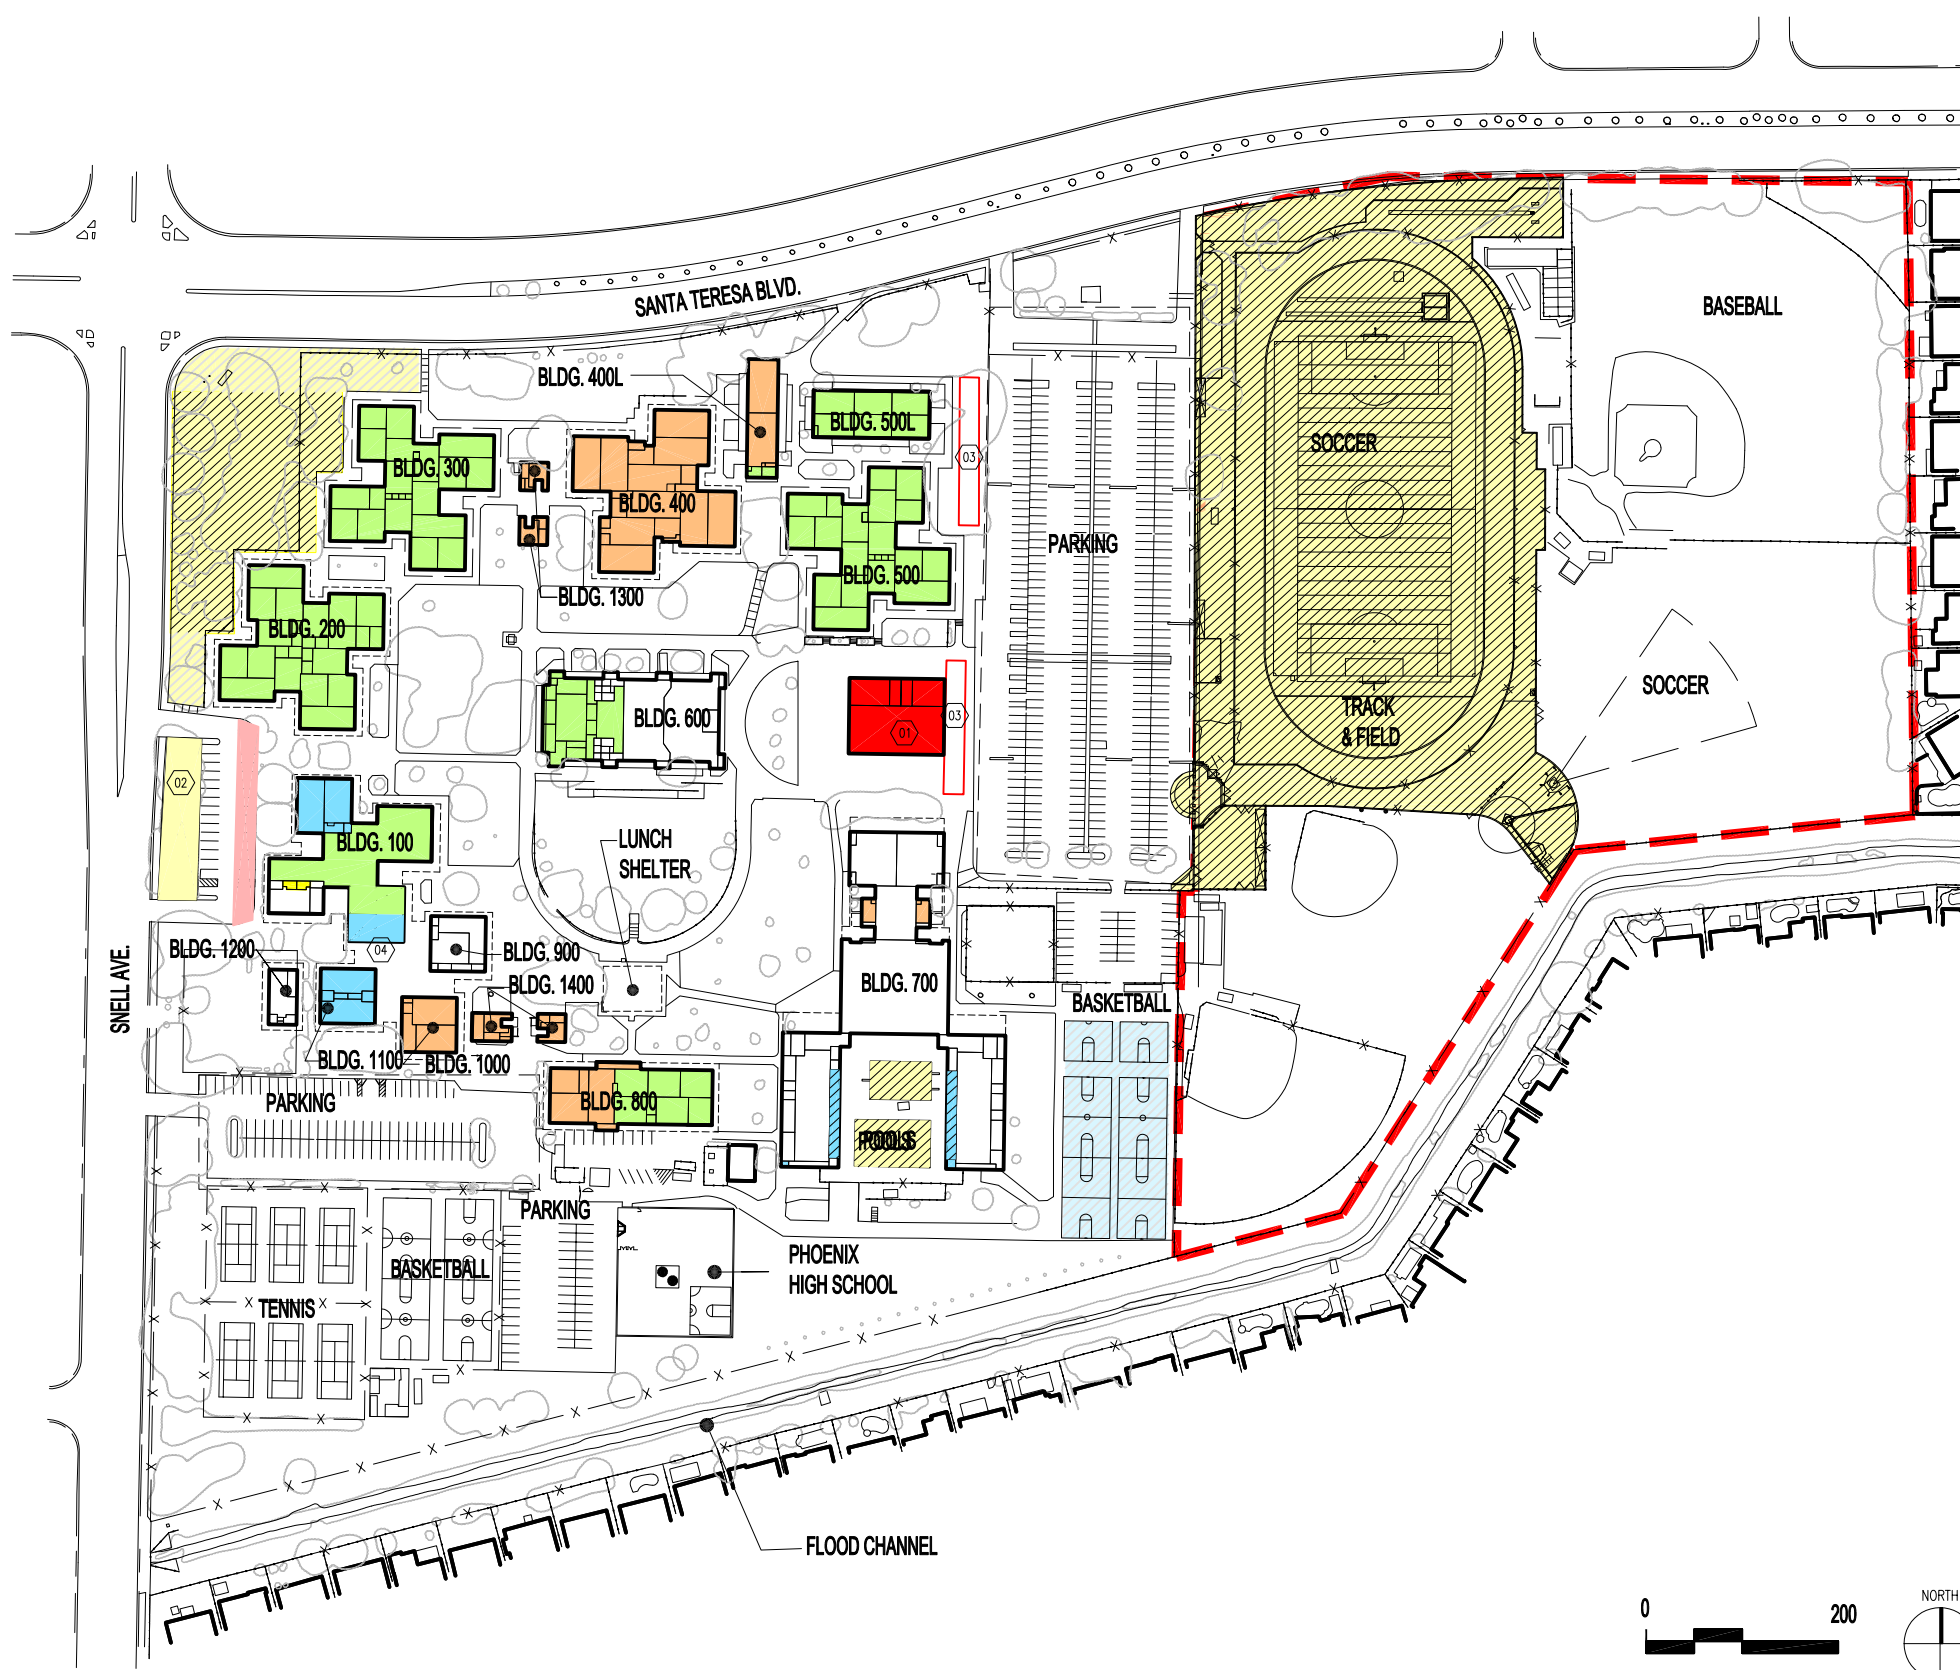 SANTA TERESA BLVD.
BASEBALL
BLDG. 400L
BLDG. 500L
SOCCER
BLDG. 300
03
BLDG. 400
PARKING
BLDG. 500
BLDG. 1300
BLDG. 200
SOCCER
TRACK
& FIELD
BLDG. 600
03
01
02
BLDG. 100
LUNCH
SHELTER
BLDG. 1200
04
BLDG. 900
SNELL AVE.
BLDG. 1400
BLDG. 700
BASKETBALL
BLDG. 1100
BLDG. 1000
PARKING
BLDG. 800
POOLS
PARKING
PHOENIX
HIGH SCHOOL
BASKETBALL
TENNIS
FLOOD CHANNEL
NORTH
0
200